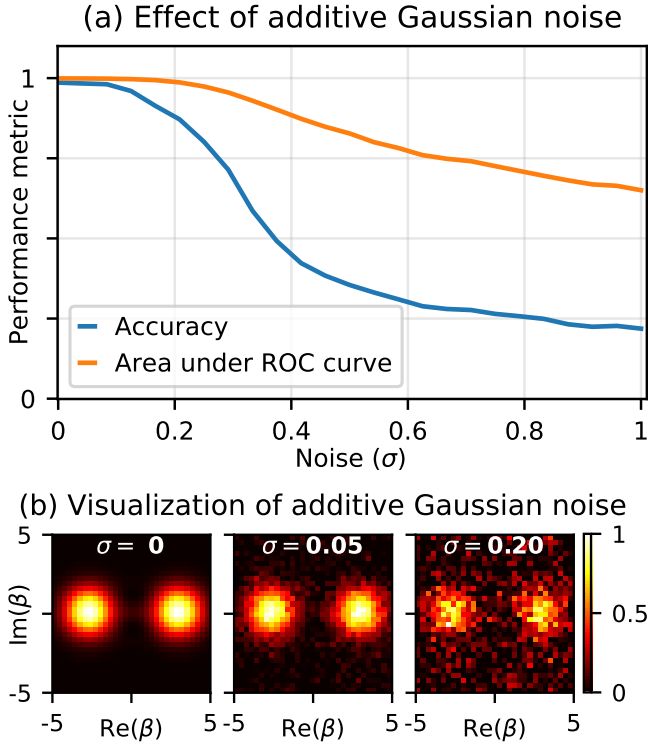 (a) Effect of additive Gaussian noise
Performance metric
1
0
Accuracy
Area under ROC curve
0 0.2 0.4 0.6 0.8 1
Noise (σ)
(b) Visualization of additive Gaussian noise
Im(β)
5
-5
σ = 0
σ = 0.05
σ = 0.20
1
0.5
0
-5 5 -5 5 -5 5
Re(β) Re(β) Re(β)